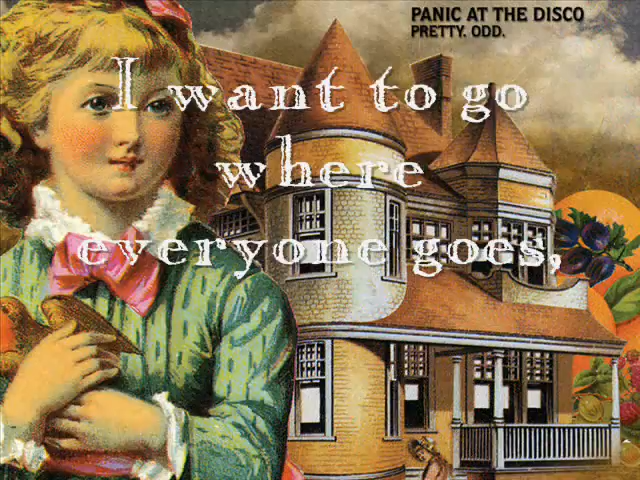 PANIC AT THE DISCO
PRETTY. ODD.
I want to go
where
everyone goes,